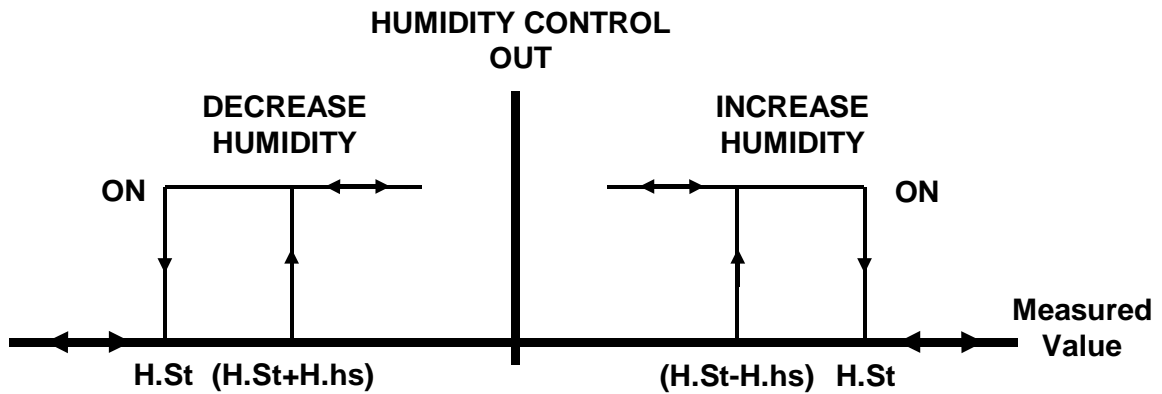 HUMIDITY CONTROL
OUT
DECREASE
HUMIDITY
INCREASE
HUMIDITY
ON
ON
Measured
Value
H.St (H.St+H.hs)
(H.St-H.hs) H.St